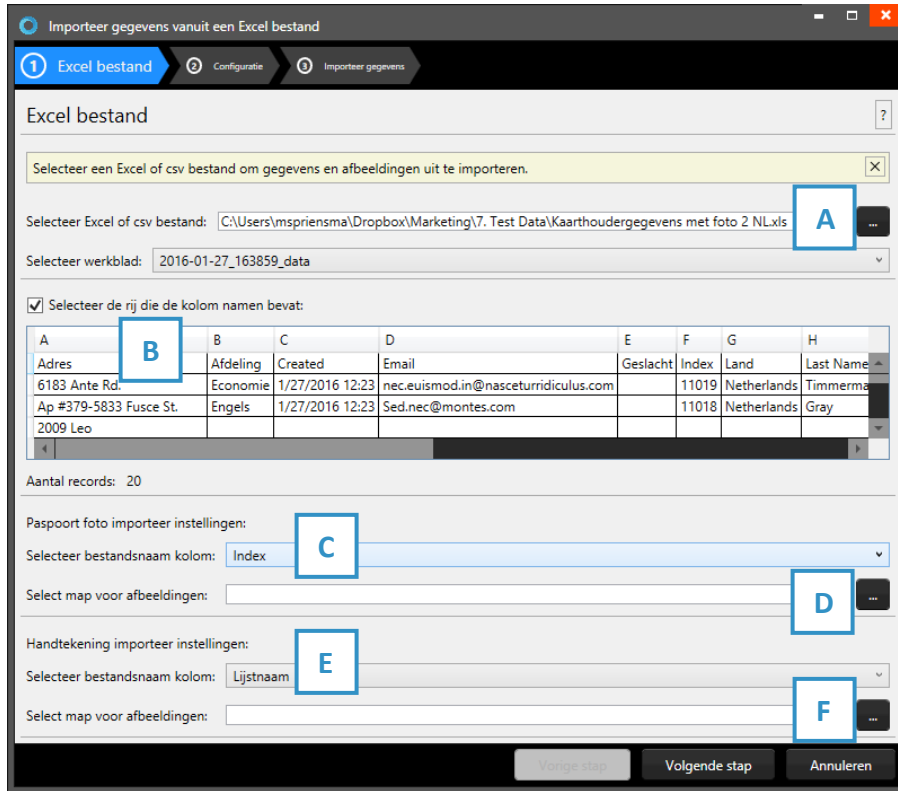 Importeer gegevens vanuit een Excel bestand
1 Excel bestand 2 Configuratie 3 Importeer gegevens
Excel bestand ?
Selecteer een Excel of csv bestand om gegevens en afbeeldingen uit te importeren.
Selecteer Excel of csv bestand: C:\Users\mspriensma\Dropbox\Marketing\7. Test Data\Kaarthoudergegevens met foto 2 NL.xls A ...
Selecteer werkblad: 2016-01-27_163859_data
Selecteer de rij die de kolom namen bevat:
A B C D E F G H
B
Adres Afdeling Created Email Geslacht Index Land Last Name
6183 Ante Rd. Economie 1/27/2016 12:23 nec.euismod.in@nasceturridiculus.com 11019 Netherlands Timmerma
Ap #379-5833 Fusce St. Engels 1/27/2016 12:23 Sed.nec@montes.com 11018 Netherlands Gray
2009 Leo
Aantal records: 20
Paspoort foto importeer instellingen:
C
Selecteer bestandsnaam kolom: Index
Select map voor afbeeldingen: D ...
Handtekening importeer instellingen:
E
Selecteer bestandsnaam kolom: Lijstnaam
Select map voor afbeeldingen: F ...
Vorige stap Volgende stap Annuleren